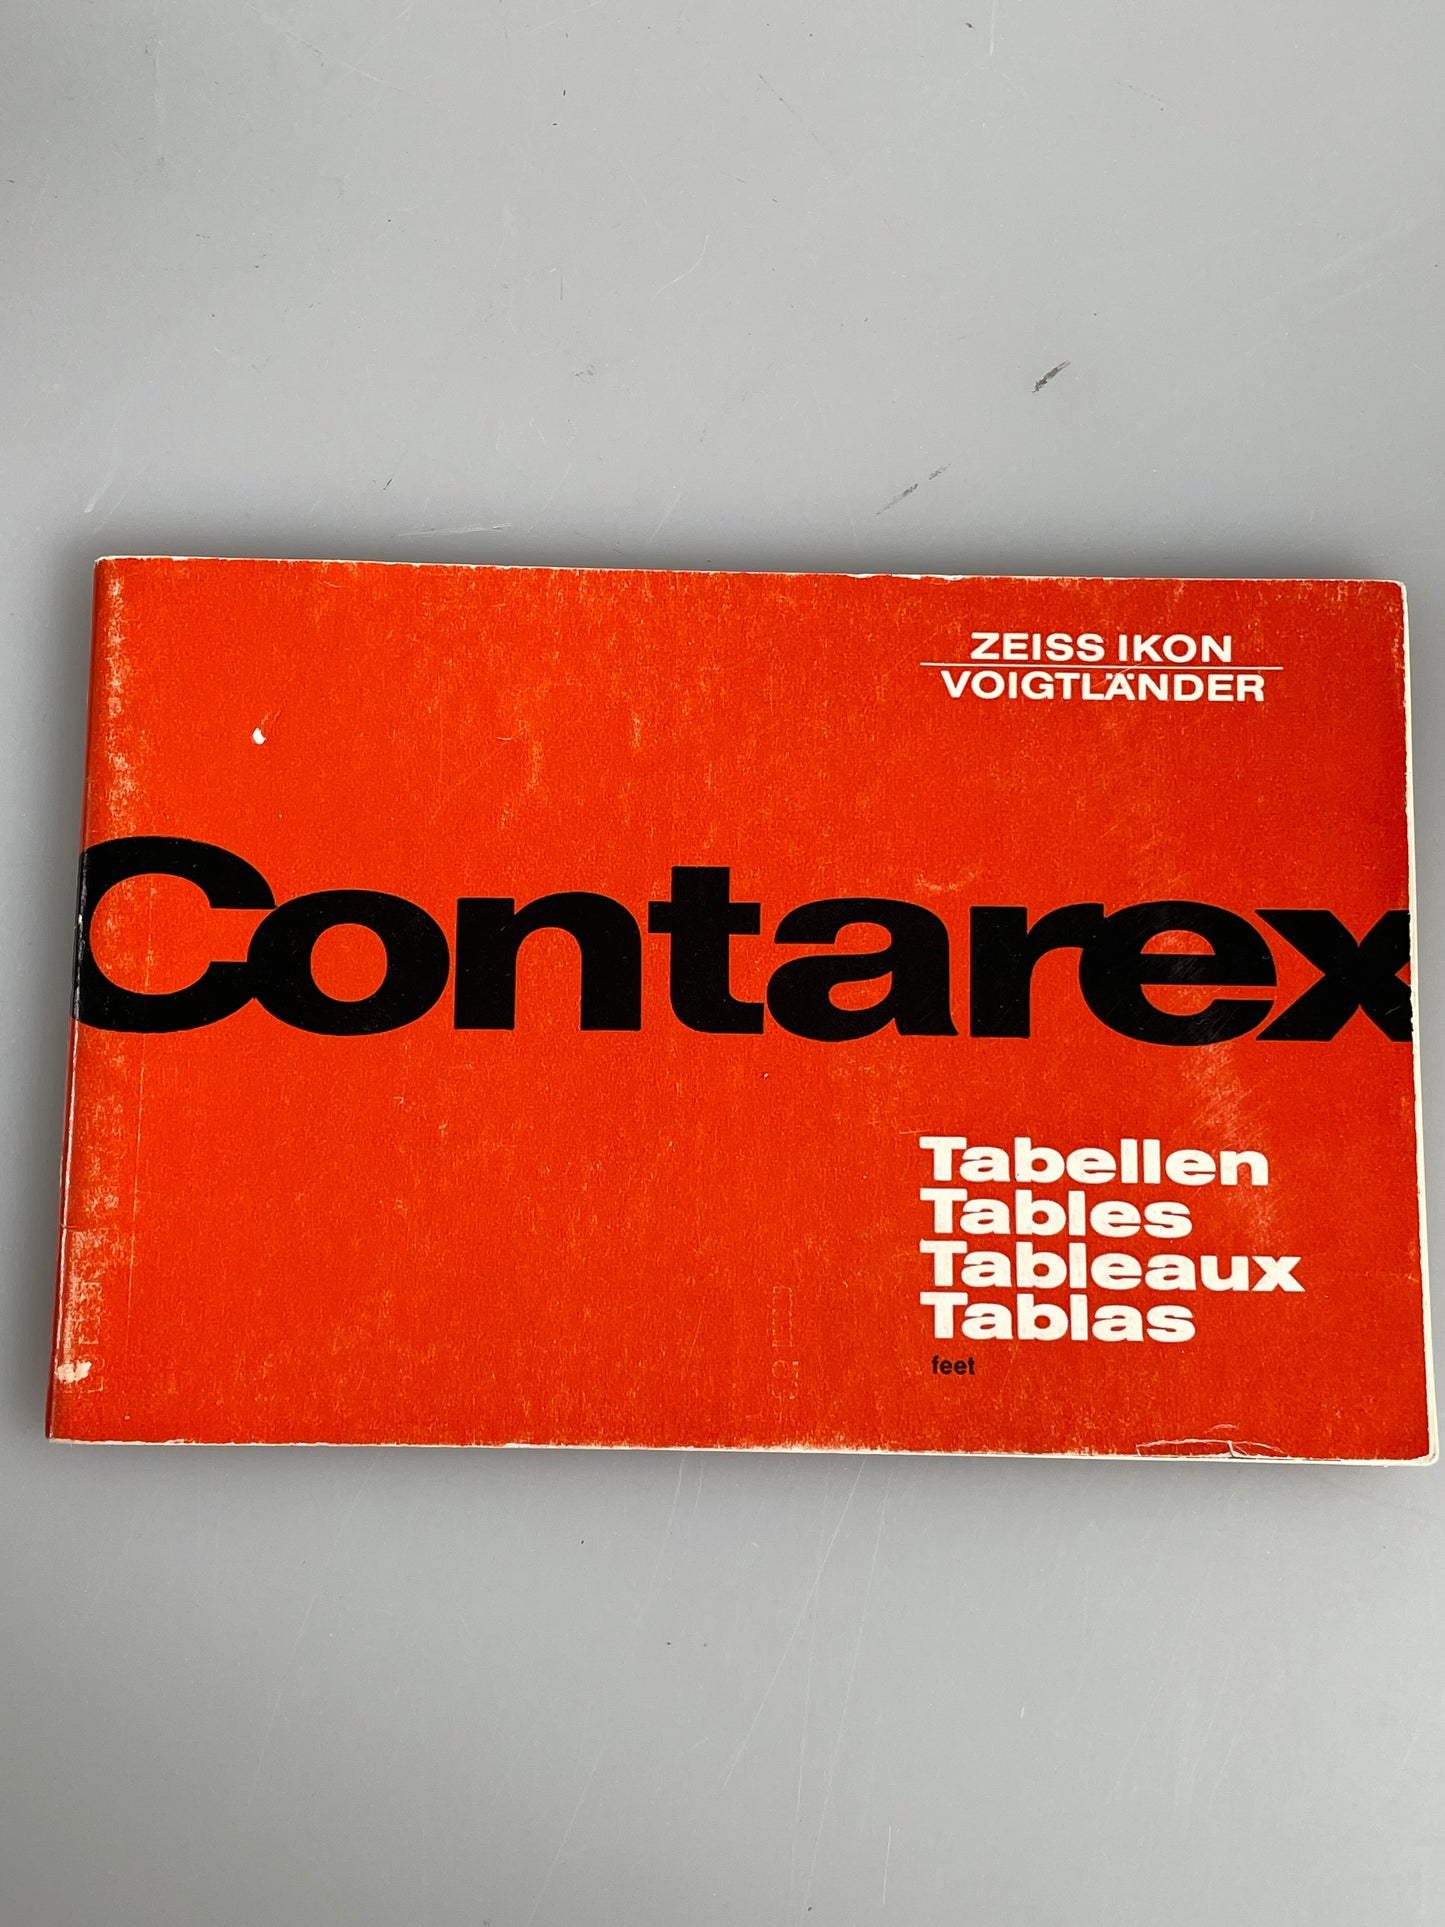 ZEISS IKON
VOIGTLÄNDER
Contarex
Tabellen
Tables
Tableaux
Tablas
feet